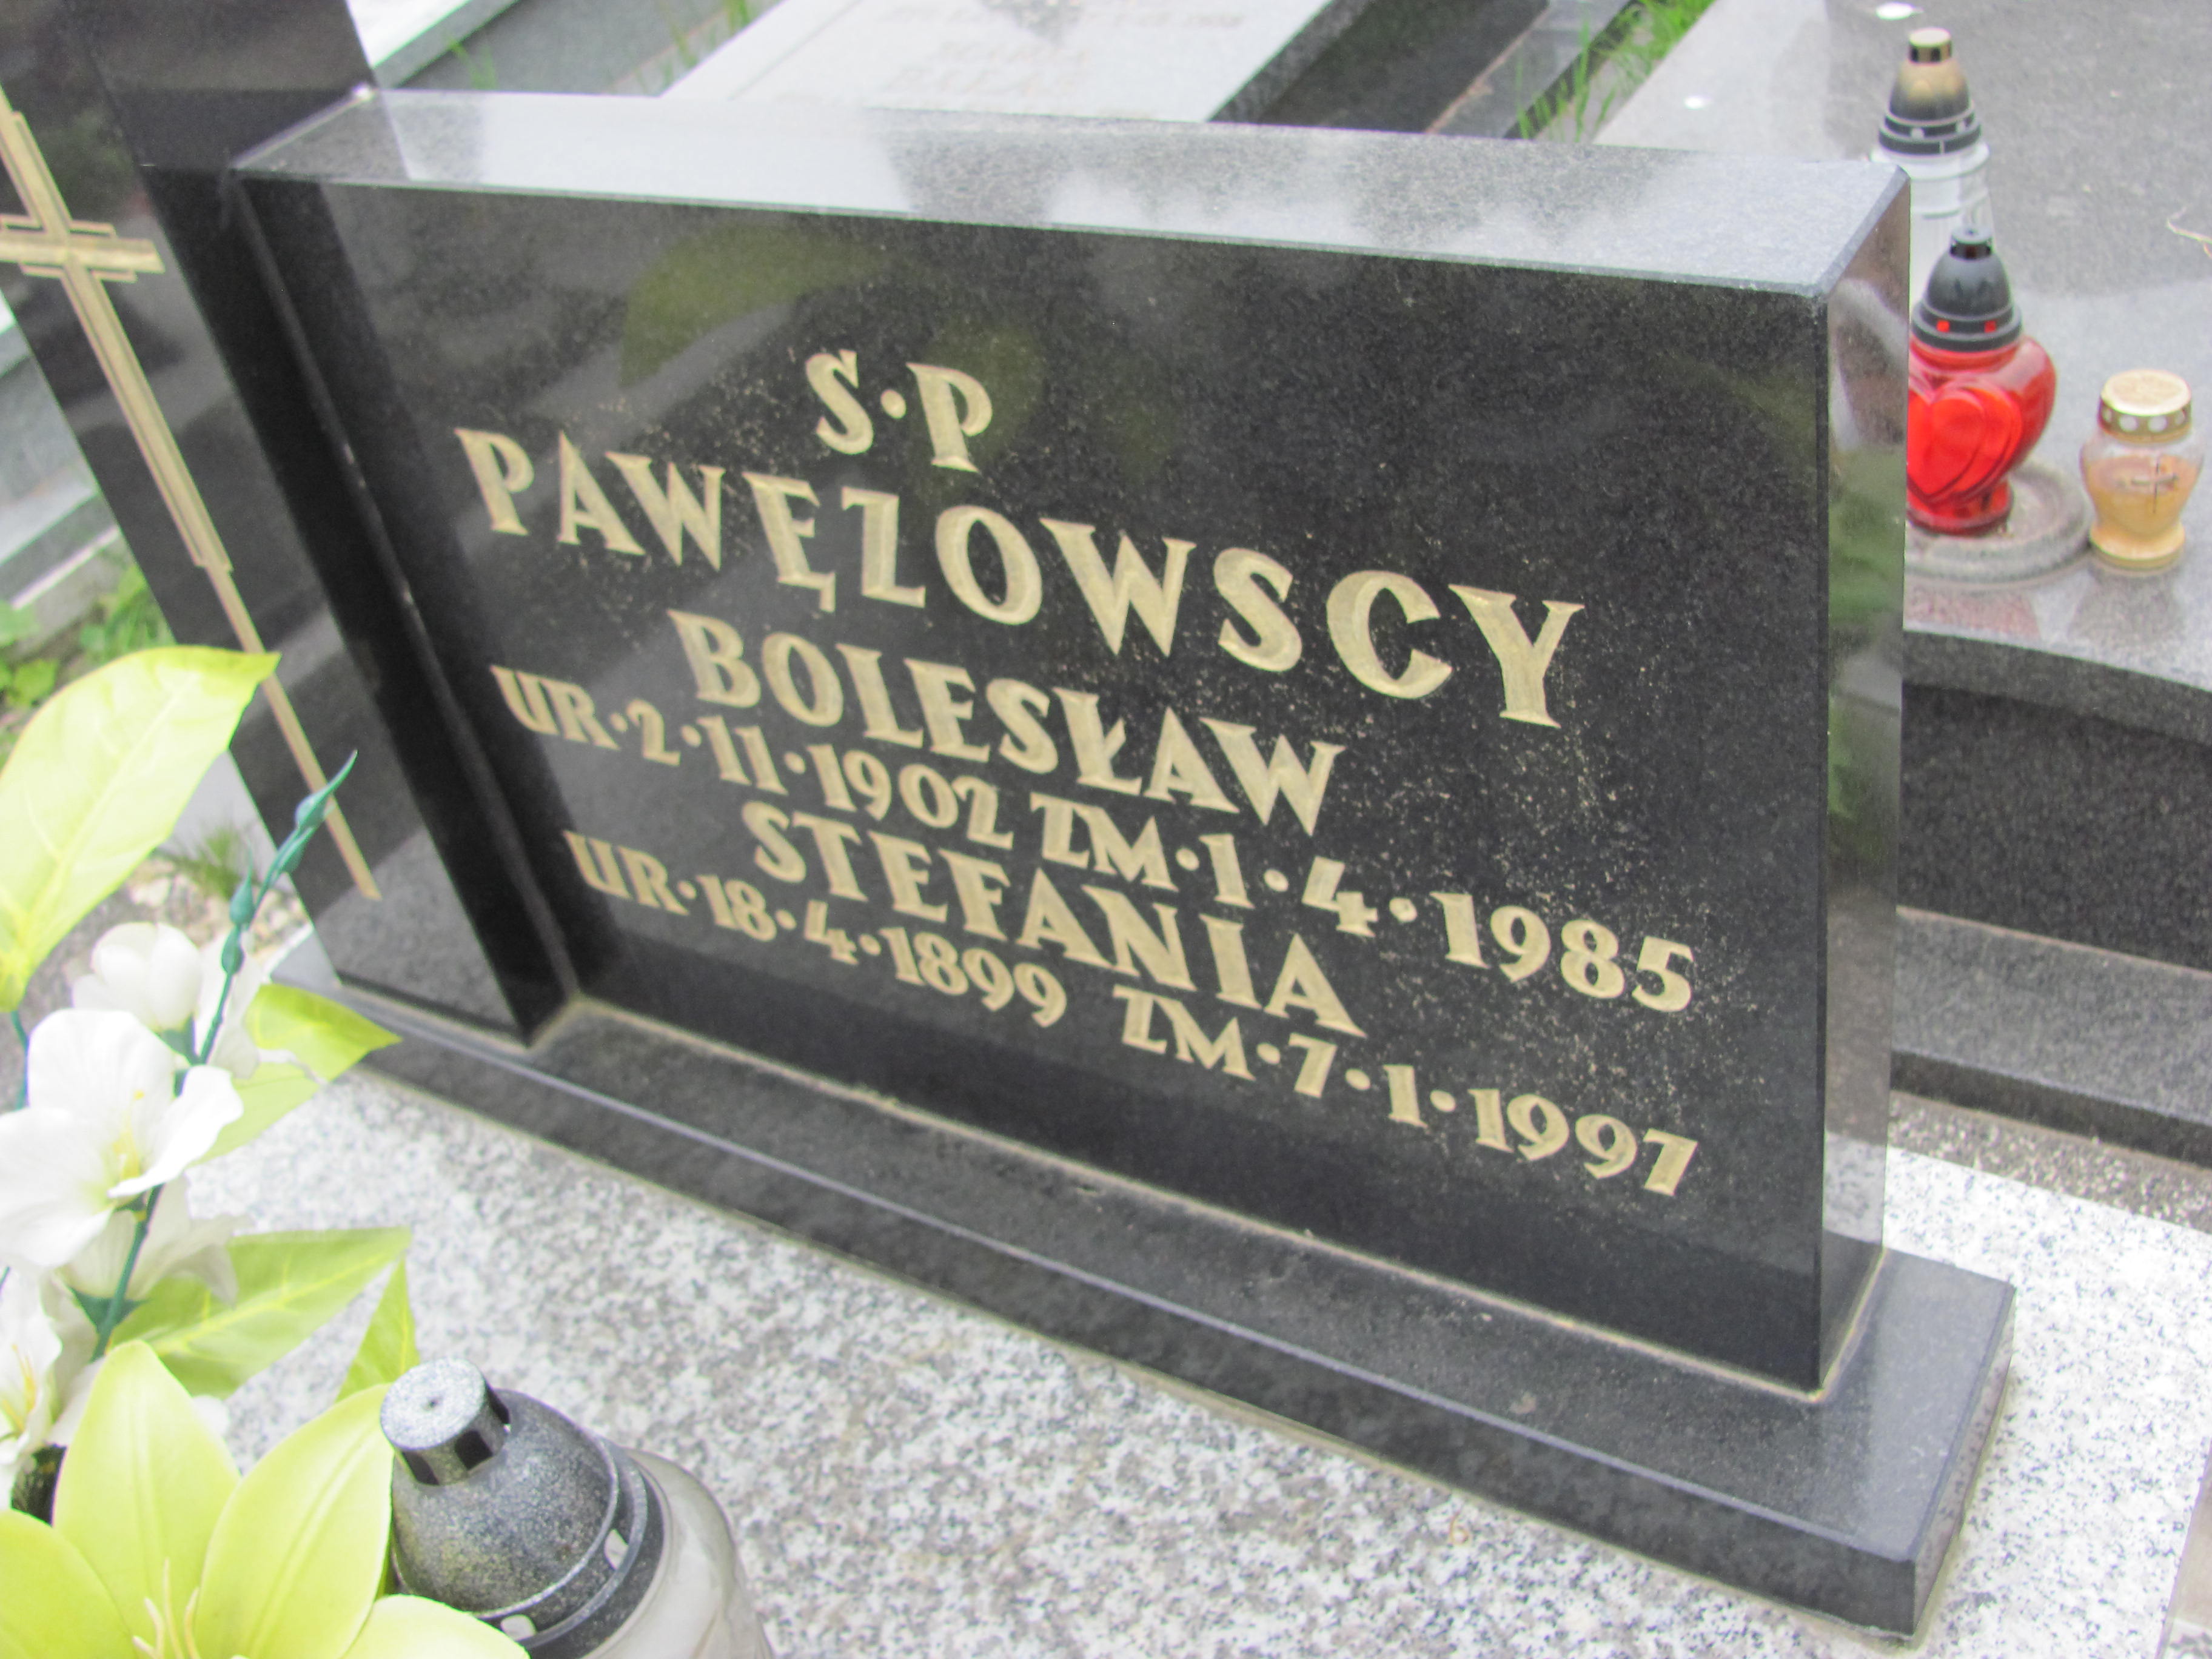 S·P
PAWĘZOWSCY
BOLESŁAW
UR·2·11·1902 ZM·1·4·1985
STEFANIA
UR·18·4·1899 ZM·7·1·1997